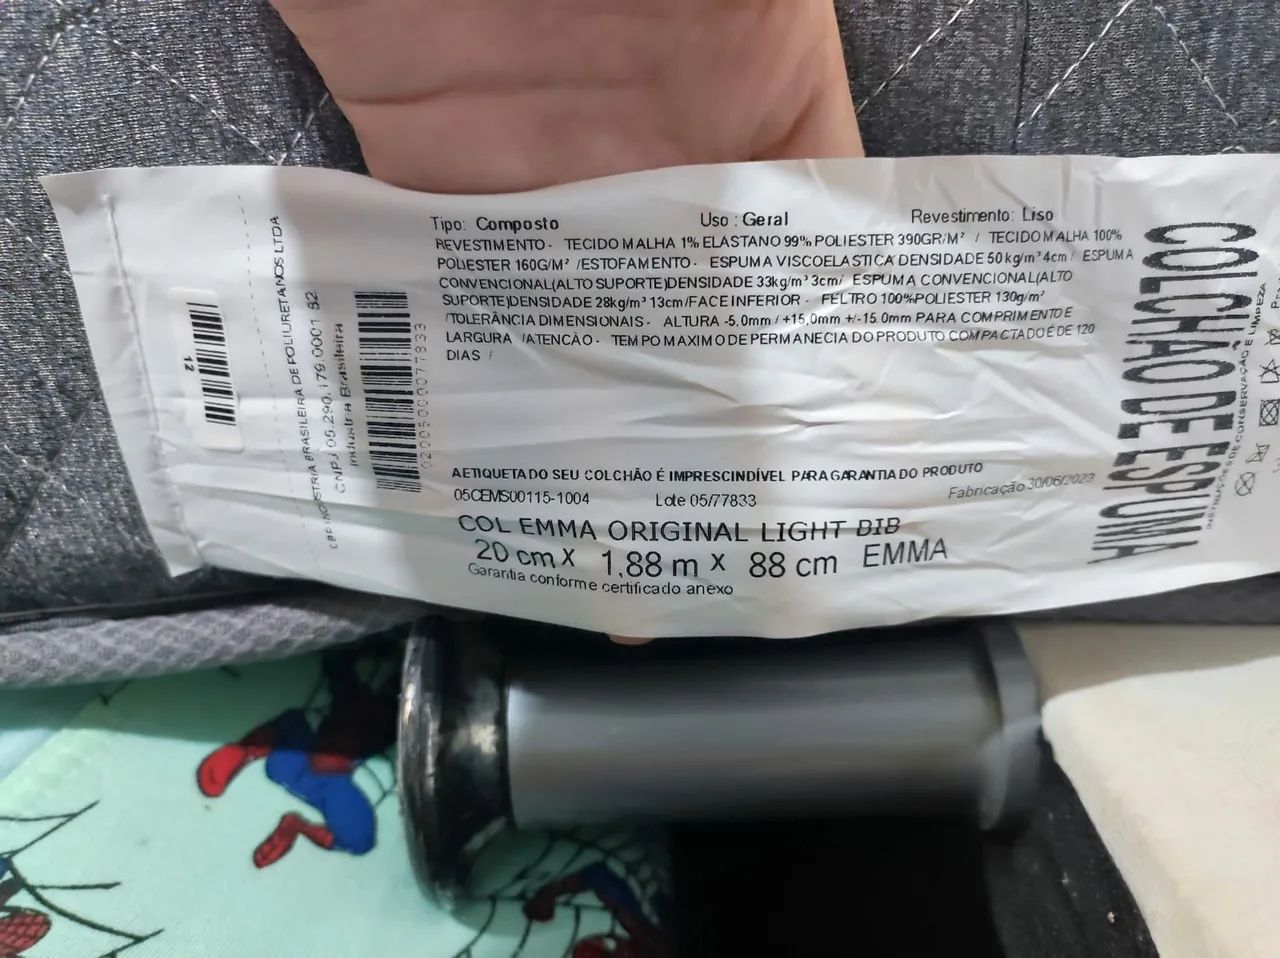 Tipo: Composto Uso : Geral Revestimento: Liso
REVESTIMENTO - TECIDO MALHA 1% ELASTANO 99% POLIESTER 390GR/M² / TECIDO MALHA 100%
POLIESTER 160G/M² /ESTOFAMENTO - ESPUMA VISCOELASTICA DENSIDADE 50 kg/m³ 4cm / ESPUMA
CONVENCIONAL(ALTO SUPORTE)DENSIDADE 33kg/m³ 3cm/ ESPUMA CONVENCIONAL(ALTO
SUPORTE)DENSIDADE 28kg/m³ 13cm/FACE INFERIOR - FELTRO 100%POLIESTER 130g/m²
/TOLERÂNCIA DIMENSIONAIS - ALTURA -5.0mm / +15,0mm +/-15.0mm PARA COMPRIMENTO E
LARGURA /ATENCÃO - TEMPO MAXIMO DE PERMANECIA DO PRODUTO COMPACTADO É DE 120
DIAS /
A ETIQUETA DO SEU COLCHÃO É IMPRESCINDÍVEL PARA GARANTIA DO PRODUTO
05CEMS00115-1004 Lote 05/77833 Fabricação 30/06/2023
COL EMMA ORIGINAL LIGHT BIB
20 cm x 1,88 m x 88 cm EMMA
Garantia conforme certificado anexo
12
INDUSTRIA BRASILEIRA DE POLIURETANOS LTDA
CNPJ 05.290.179.0001 82
Industria Brasileira
0200500000077833
COLCHÃO DE ESPUMA
INSTRUÇÕES DE CONSERVAÇÃO E LIMPEZA
P